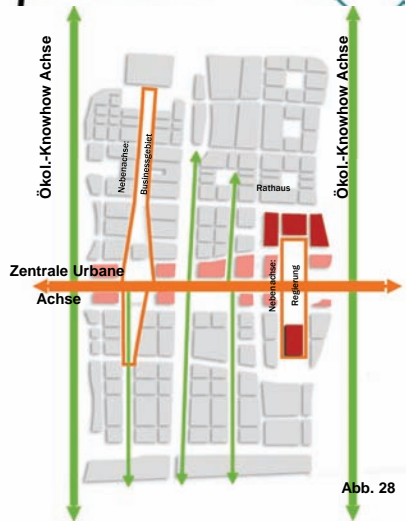 Ökol.-Knowhow Achse
Ökol.-Knowhow Achse
Nebenachse:
Businessgebiet
Rathaus
Zentrale Urbane
Achse
Nebenachse:
Regierung
Abb. 28